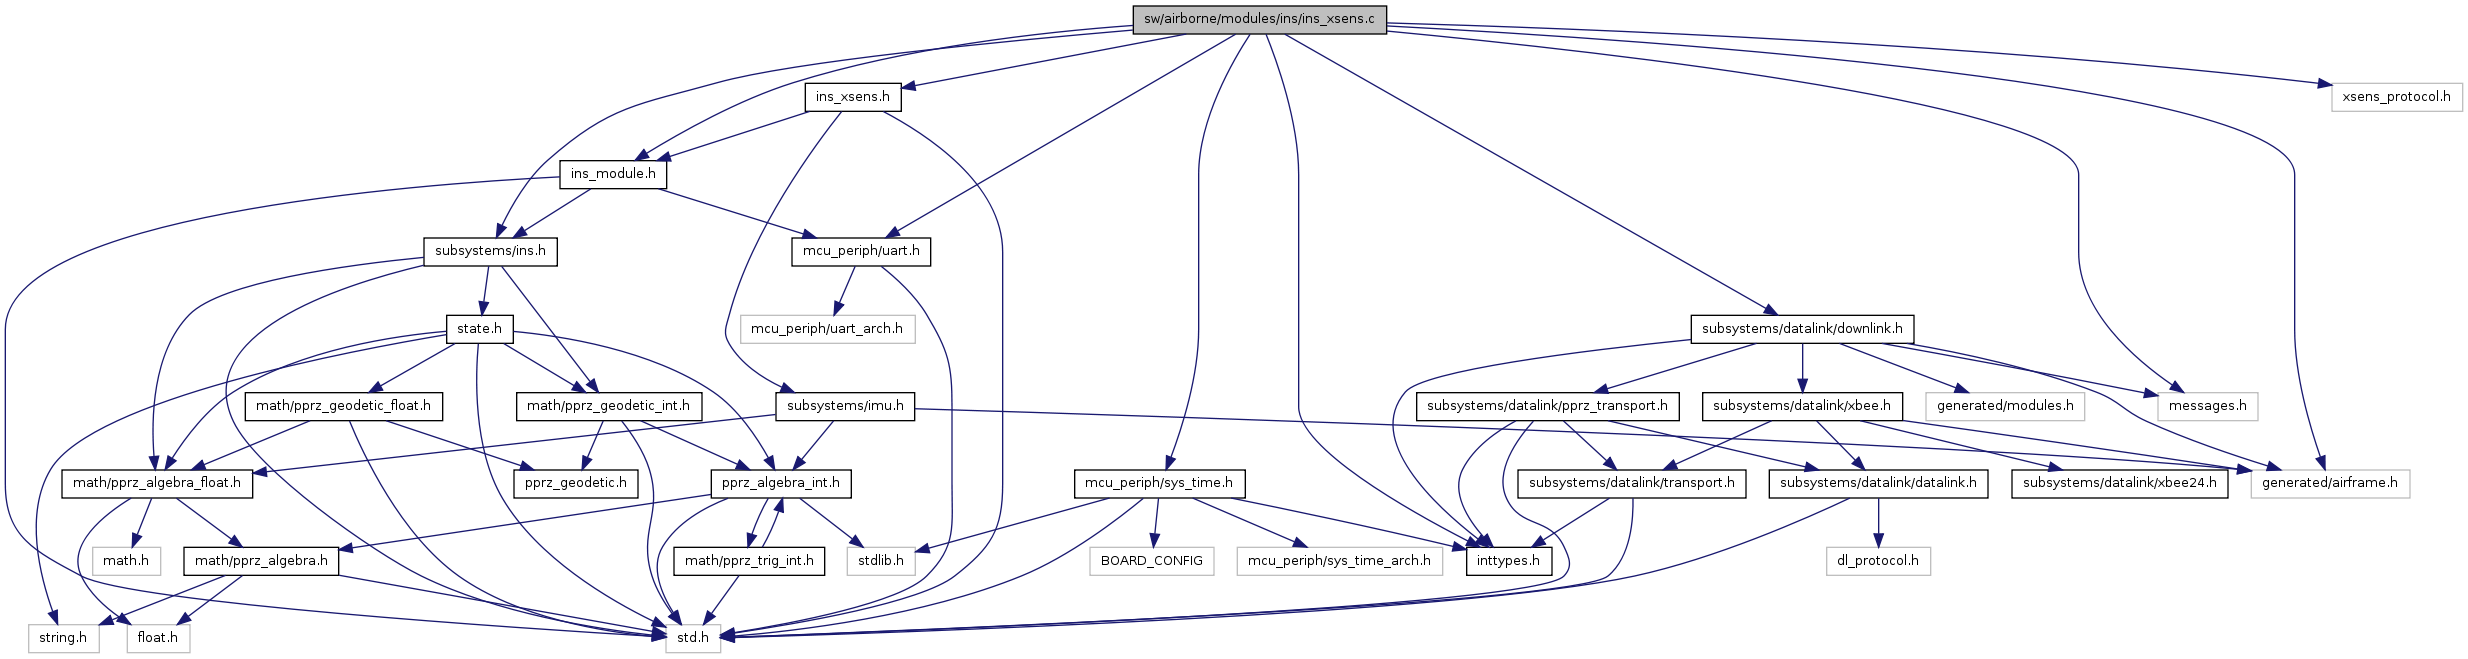 sw/airborne/modules/ins/ins_xsens.c
ins_xsens.h
xsens_protocol.h
ins_module.h
subsystems/ins.h
mcu_periph/uart.h
state.h
mcu_periph/uart_arch.h
subsystems/datalink/downlink.h
math/pprz_geodetic_float.h
math/pprz_geodetic_int.h
subsystems/imu.h
subsystems/datalink/pprz_transport.h
subsystems/datalink/xbee.h
generated/modules.h
messages.h
math/pprz_algebra_float.h
pprz_geodetic.h
pprz_algebra_int.h
mcu_periph/sys_time.h
subsystems/datalink/transport.h
subsystems/datalink/datalink.h
subsystems/datalink/xbee24.h
generated/airframe.h
math.h
math/pprz_algebra.h
math/pprz_trig_int.h
stdlib.h
BOARD_CONFIG
mcu_periph/sys_time_arch.h
inttypes.h
dl_protocol.h
string.h
float.h
std.h